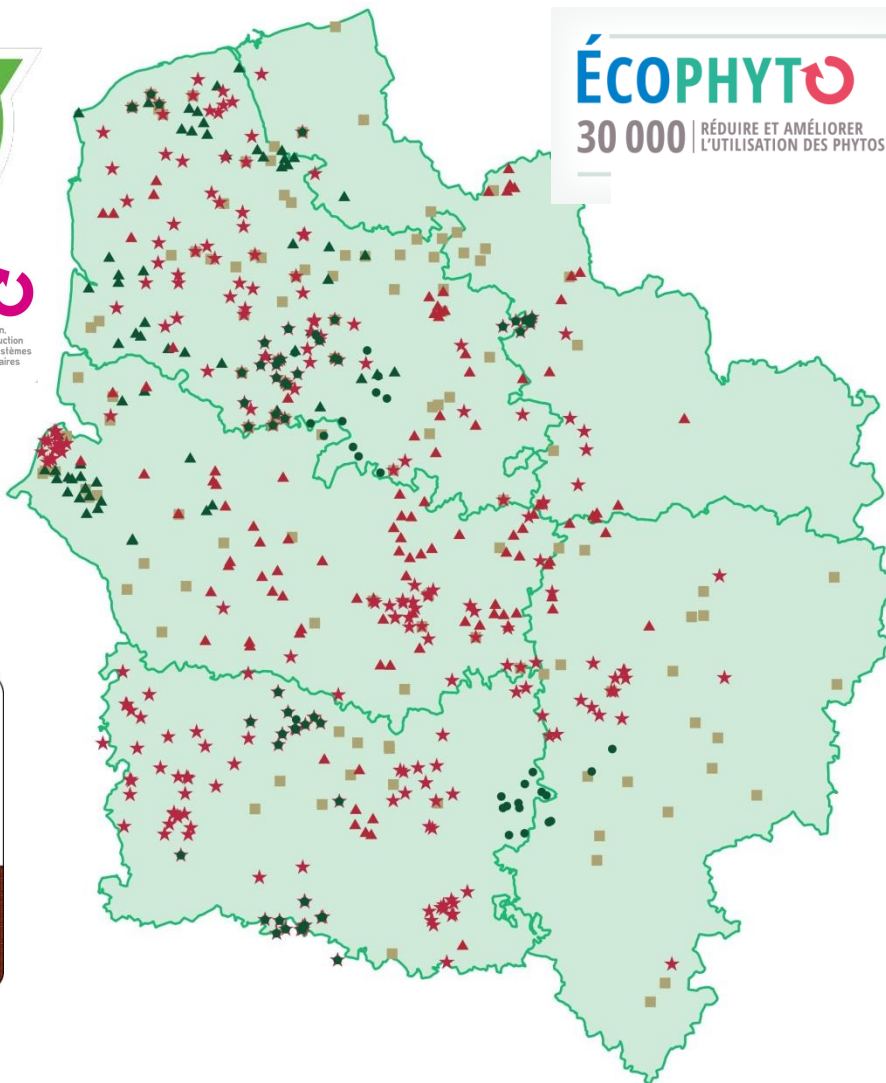 ÉCOPHYTO
30 000 RÉDUIRE ET AMÉLIORER
L'UTILISATION DES PHYTOS